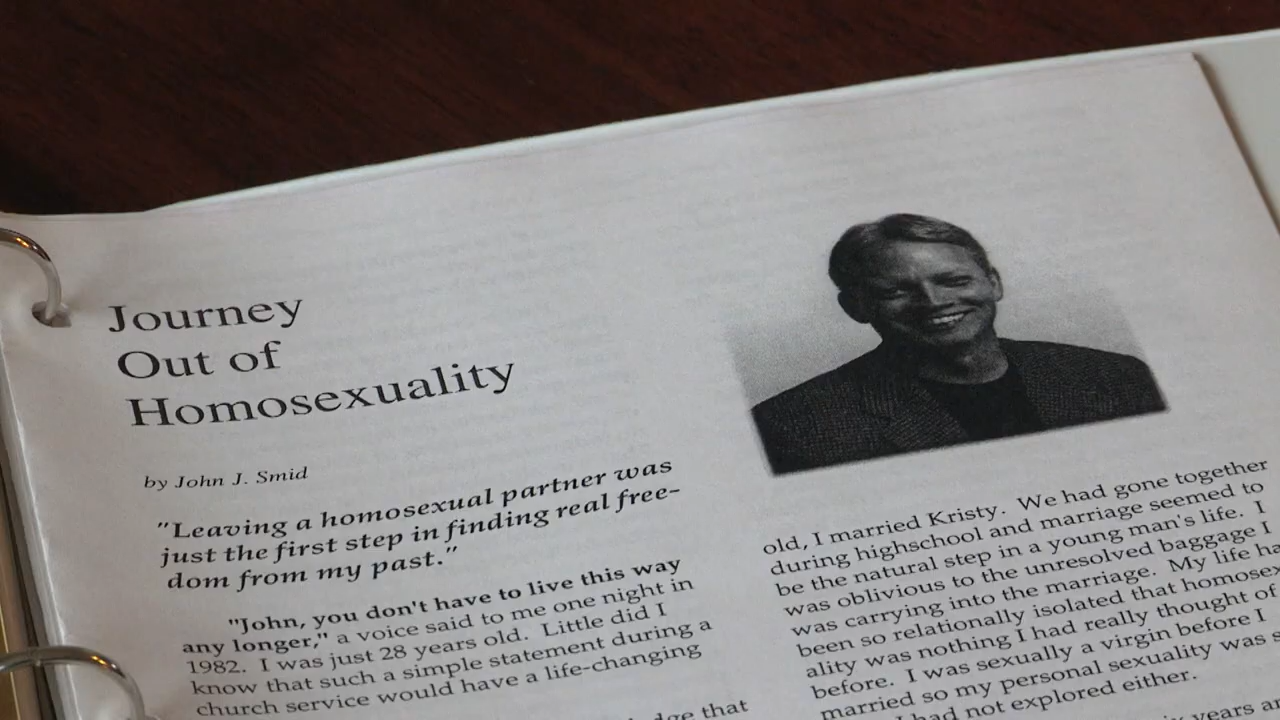 Journey
Out of
Homosexuality
by John J. Smid
"Leaving a homosexual partner was
just the first step in finding real free-
dom from my past."
"John, you don't have to live this way
any longer," a voice said to me one night in
1982. I was just 28 years old. Little did I
know that such a simple statement during a
church service would have a life-changing
that
old, I married Kristy. We had gone together
during highschool and marriage seemed to
be the natural step in a young man's life. I
was oblivious to the unresolved baggage I
was carrying into the marriage. My life ha
been so relationally isolated that homosex
ality was nothing I had really thought of
before. I was sexually a virgin before I
married so my personal sexuality was s
I had not explored either.
years